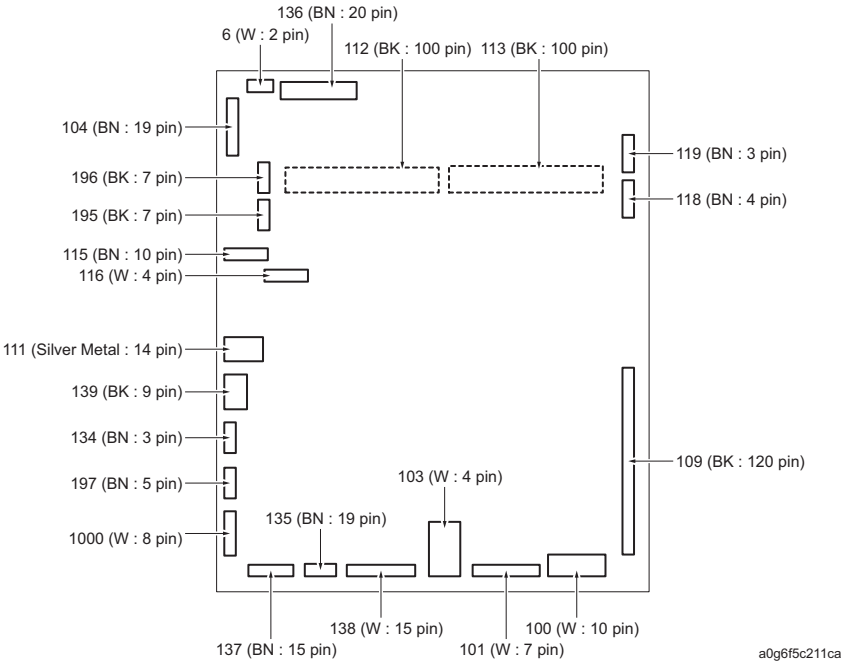 136 (BN : 20 pin)
6 (W : 2 pin)
112 (BK : 100 pin)
113 (BK : 100 pin)
104 (BN : 19 pin)
119 (BN : 3 pin)
196 (BK : 7 pin)
118 (BN : 4 pin)
195 (BK : 7 pin)
115 (BN : 10 pin)
116 (W : 4 pin)
111 (Silver Metal : 14 pin)
139 (BK : 9 pin)
134 (BN : 3 pin)
109 (BK : 120 pin)
103 (W : 4 pin)
197 (BN : 5 pin)
135 (BN : 19 pin)
1000 (W : 8 pin)
138 (W : 15 pin)
100 (W : 10 pin)
137 (BN : 15 pin)
101 (W : 7 pin)
a0g6f5c211ca